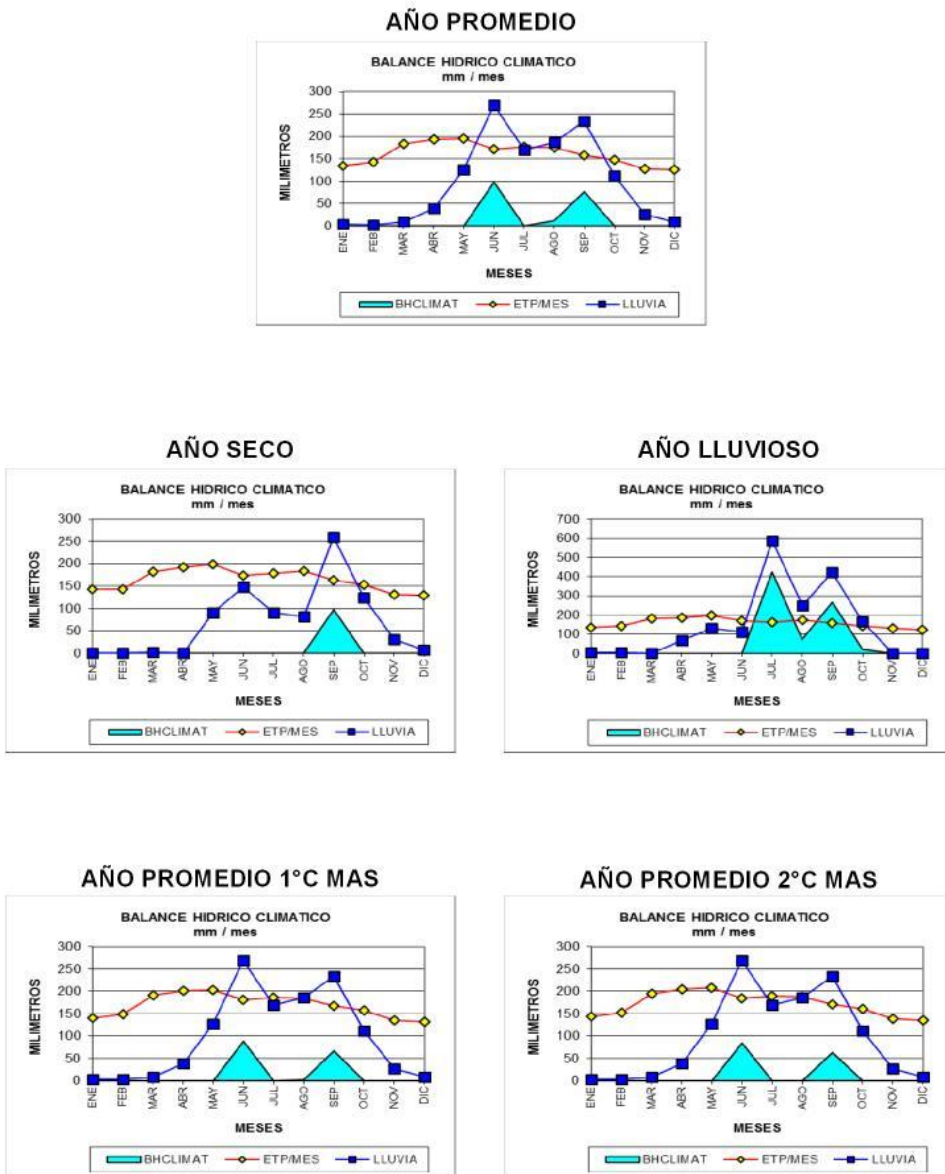 AÑO PROMEDIO
BALANCE HIDRICO CLIMATICO
mm / mes
MILIMETROS
300
250
200
150
100
50
0
ENE FEB MAR ABR MAY JUN JUL AGO SEP OCT NOV DIC
MESES
BHCLIMAT ETP/MES LLUVIA
AÑO SECO
BALANCE HIDRICO CLIMATICO
mm / mes
MILIMETROS
300
250
200
150
100
50
0
ENE FEB MAR ABR MAY JUN JUL AGO SEP OCT NOV DIC
MESES
BHCLIMAT ETP/MES LLUVIA
AÑO LLUVIOSO
BALANCE HIDRICO CLIMATICO
mm / mes
MILIMETROS
700
600
500
400
300
200
100
0
ENE FEB MAR ABR MAY JUN JUL AGO SEP OCT NOV DIC
MESES
BHCLIMAT ETP/MES LLUVIA
AÑO PROMEDIO 1°C MAS
BALANCE HIDRICO CLIMATICO
mm / mes
MILIMETROS
300
250
200
150
100
50
0
ENE FEB MAR ABR MAY JUN JUL AGO SEP OCT NOV DIC
MESES
BHCLIMAT ETP/MES LLUVIA
AÑO PROMEDIO 2°C MAS
BALANCE HIDRICO CLIMATICO
mm / mes
MILIMETROS
300
250
200
150
100
50
0
ENE FEB MAR ABR MAY JUN JUL AGO SEP OCT NOV DIC
MESES
BHCLIMAT ETP/MES LLUVIA